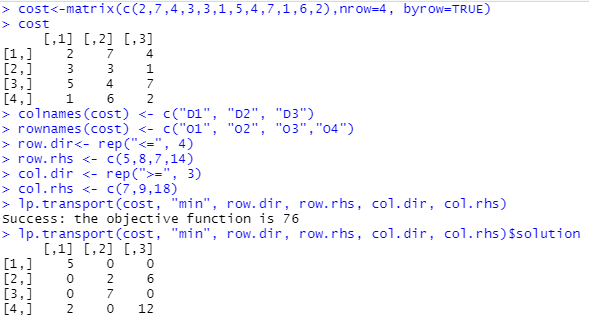 > cost<-matrix(c(2,7,4,3,3,1,5,4,7,1,6,2),nrow=4, byrow=TRUE)
> cost
     [,1] [,2] [,3]
[1,]    2    7    4
[2,]    3    3    1
[3,]    5    4    7
[4,]    1    6    2
> colnames(cost) <- c("D1", "D2", "D3")
> rownames(cost) <- c("O1", "O2", "O3","O4")
> row.dir<- rep("<=", 4)
> row.rhs <- c(5,8,7,14)
> col.dir <- rep(">=", 3)
> col.rhs <- c(7,9,18)
> lp.transport(cost, "min", row.dir, row.rhs, col.dir, col.rhs)
Success: the objective function is 76
> lp.transport(cost, "min", row.dir, row.rhs, col.dir, col.rhs)$solution
     [,1] [,2] [,3]
[1,]    5    0    0
[2,]    0    2    6
[3,]    0    7    0
[4,]    2    0   12